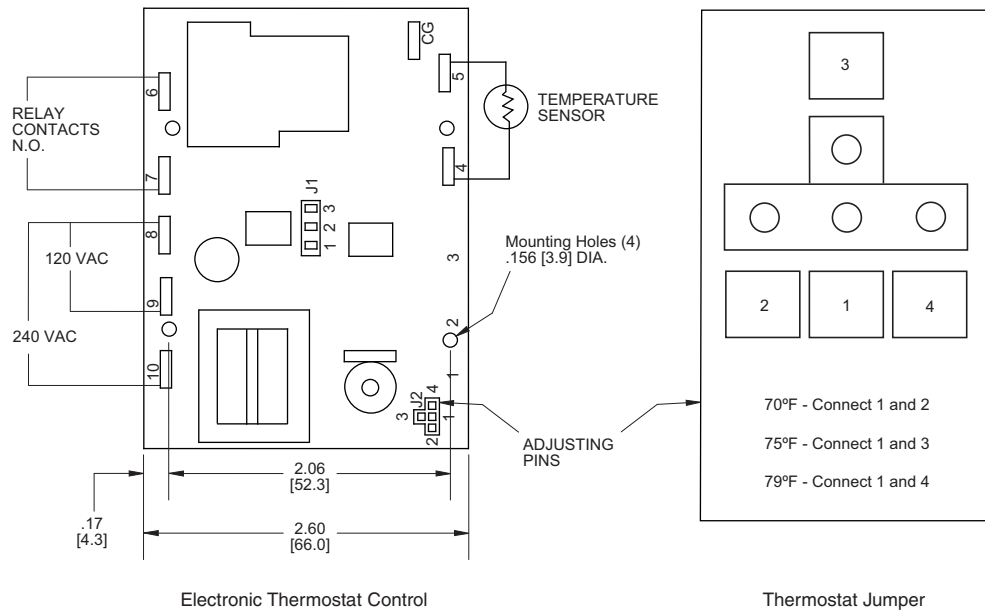 CG
5
6
RELAY
CONTACTS
N.O.
TEMPERATURE
SENSOR
4
7
J1
3
2
1
8
120 VAC
Mounting Holes (4)
.156 [3.9] DIA.
3
9
240 VAC
2
10
1
J2
4
3
1
2
ADJUSTING
PINS
2.06
[52.3]
.17
[4.3]
2.60
[66.0]
Electronic Thermostat Control
3
2
1
4
70ºF - Connect 1 and 2
75ºF - Connect 1 and 3
79ºF - Connect 1 and 4
Thermostat Jumper